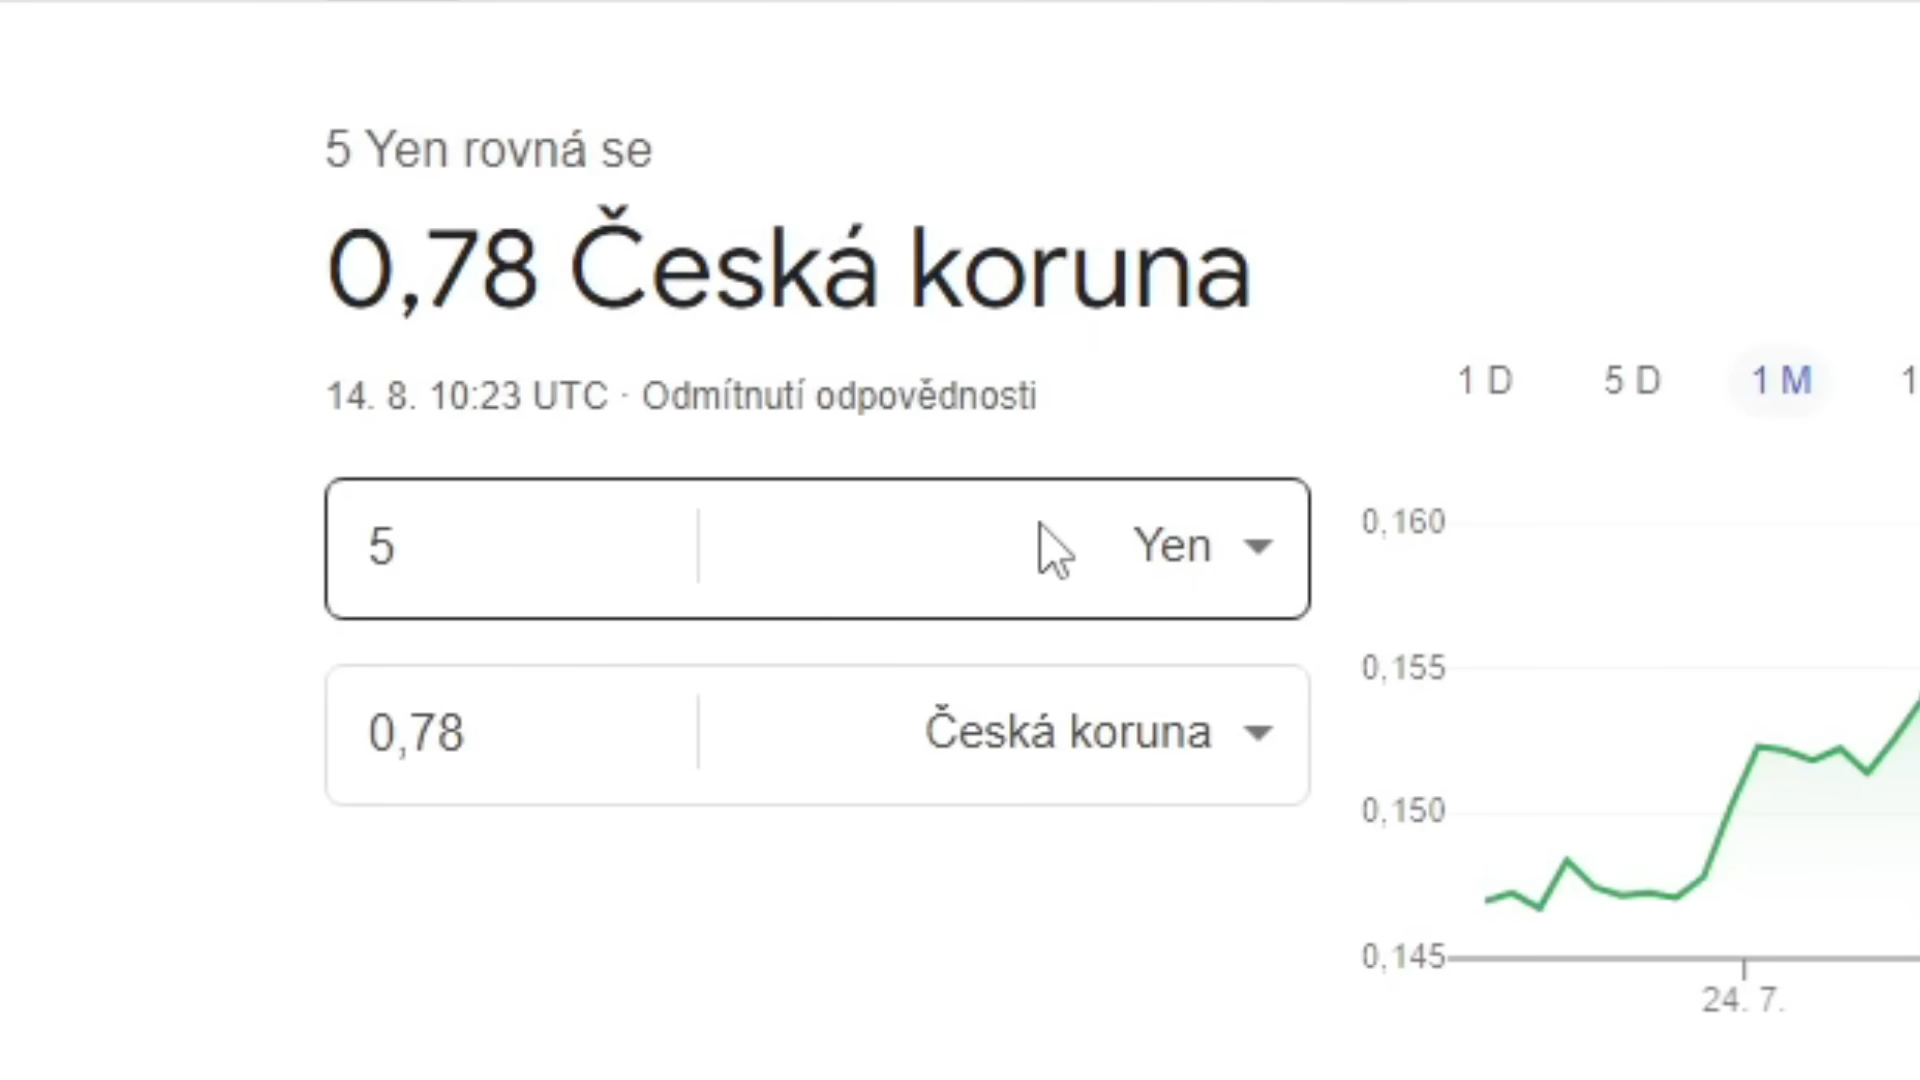 5 Yen rovná se
0,78 Česká koruna
14. 8. 10:23 UTC · Odmítnutí odpovědnosti
1 D 5 D 1 M 1
5 Yen
0,78 Česká koruna
0,160
0,155
0,150
0,145
24. 7.